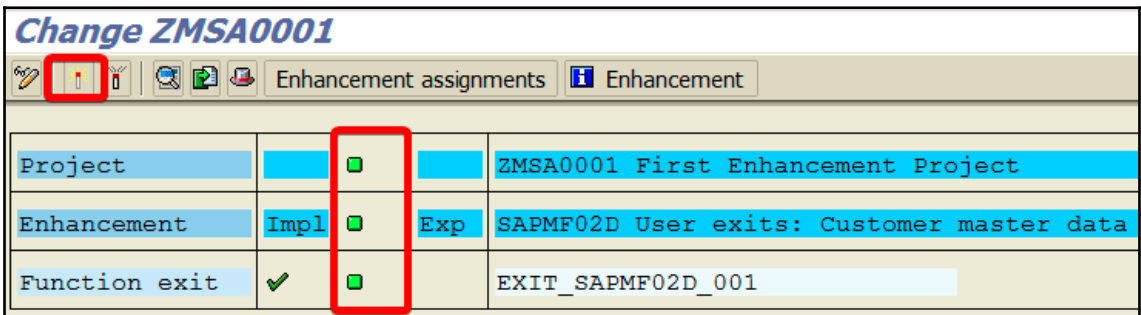 Change ZMSA0001
Enhancement assignments Enhancement
Project ZMSA0001 First Enhancement Project
Enhancement Impl Exp SAPMF02D User exits: Customer master data
Function exit EXIT_SAPMF02D_001